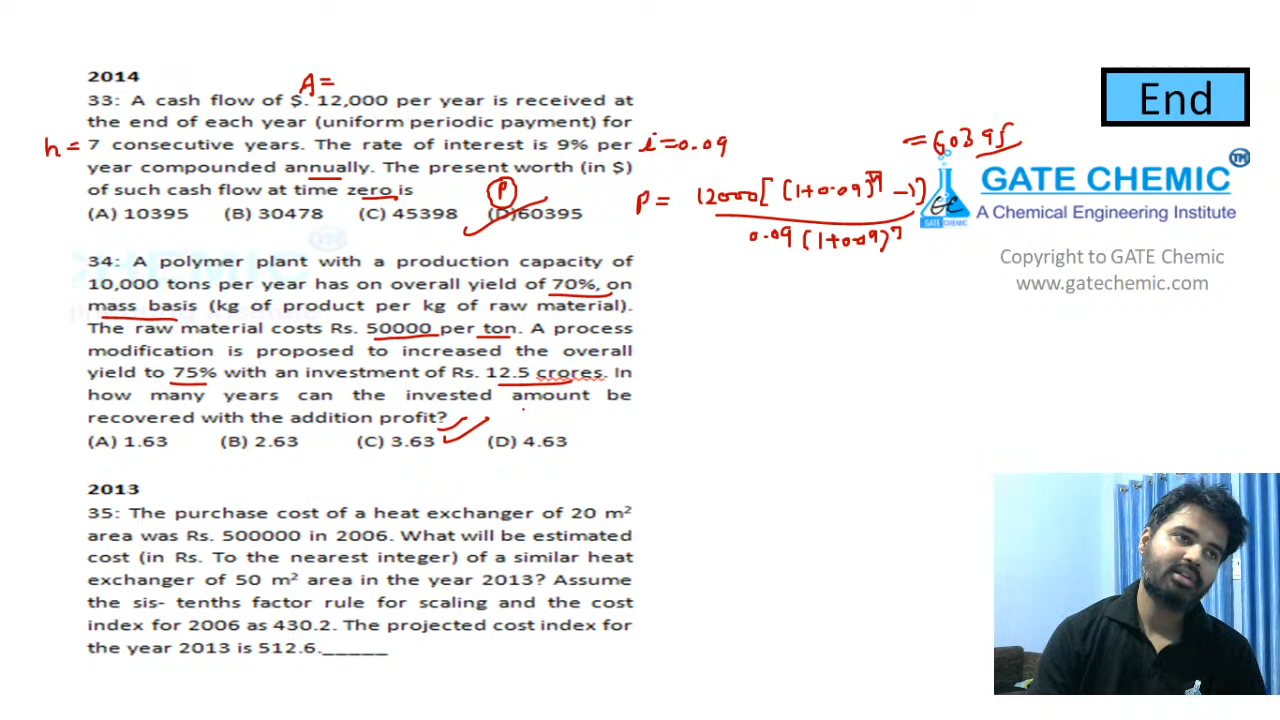 2014
A =
33: A cash flow of $. 12,000 per year is received at
the end of each year (uniform periodic payment) for
n = 7 consecutive years. The rate of interest is 9% per
year compounded annually. The present worth (in $)
of such cash flow at time zero is
P
(A) 10395 (B) 30478 (C) 45398 (D) 60395
i = 0.09
= 60395
P = 12000[(1+0.09)^7 - 1]
0.09 (1+0.09)^7
34: A polymer plant with a production capacity of
10,000 tons per year has on overall yield of 70%, on
mass basis (kg of product per kg of raw material).
The raw material costs Rs. 50000 per ton. A process
modification is proposed to increased the overall
yield to 75% with an investment of Rs. 12.5 crores. In
how many years can the invested amount be
recovered with the addition profit?
(A) 1.63 (B) 2.63 (C) 3.63 (D) 4.63
2013
35: The purchase cost of a heat exchanger of 20 m²
area was Rs. 500000 in 2006. What will be estimated
cost (in Rs. To the nearest integer) of a similar heat
exchanger of 50 m² area in the year 2013? Assume
the sis- tenths factor rule for scaling and the cost
index for 2006 as 430.2. The projected cost index for
the year 2013 is 512.6._____
End
TM
GATE CHEMIC
A Chemical Engineering Institute
Copyright to GATE Chemic
www.gatechemic.com